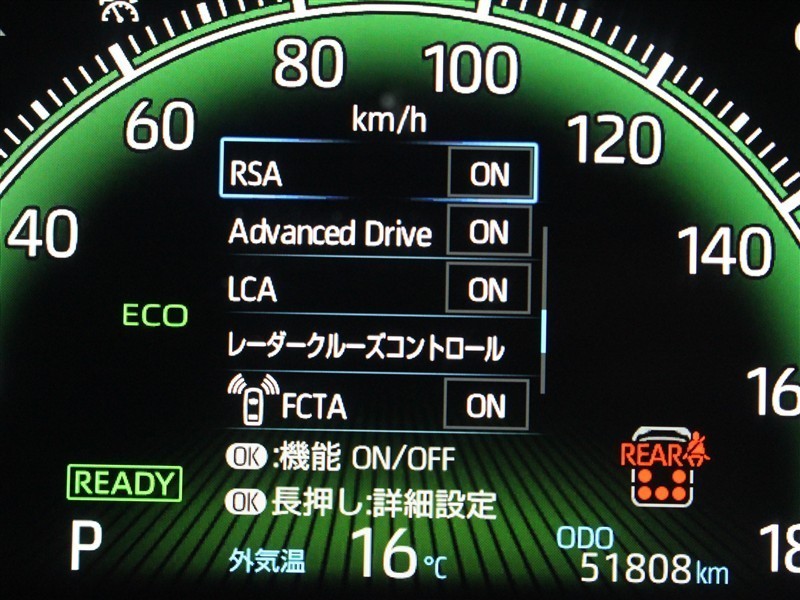 80 100
km/h
60 120
RSA ON
Advanced Drive ON
40 140
LCA ON
ECO
レーダークルーズコントロール
FCTA ON
OK:機能 ON/OFF
REAR
READY
OK長押し:詳細設定
P
外気温 16℃
ODO
51808km